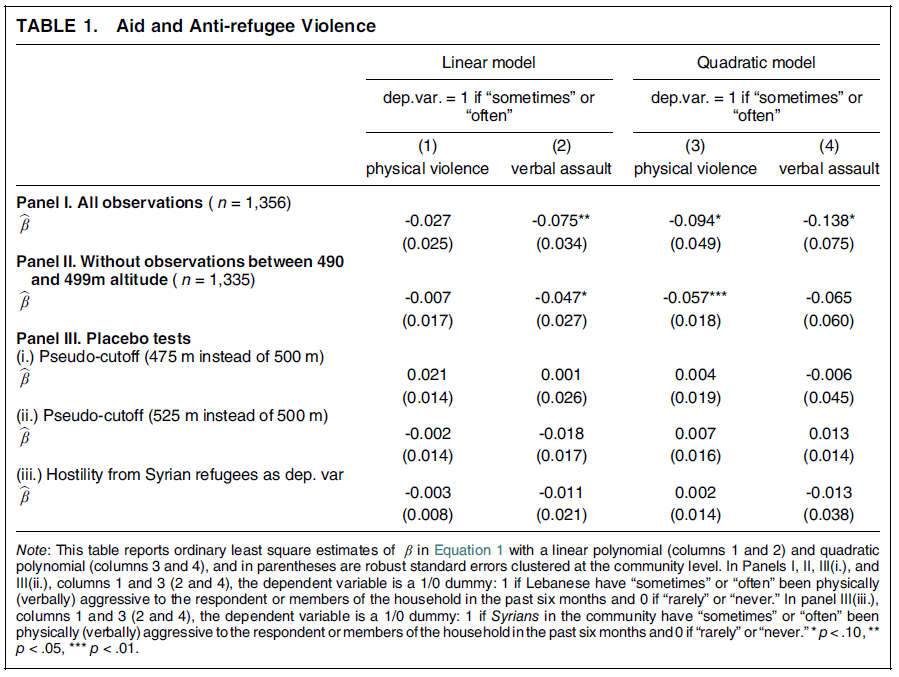 TABLE 1. Aid and Anti-refugee Violence
Linear model Quadratic model
dep.var. = 1 if “sometimes” or dep.var. = 1 if “sometimes” or
“often” “often”
(1) (2) (3) (4)
physical violence verbal assault physical violence verbal assault
Panel I. All observations ( n = 1,356)
β̂ -0.027 -0.075** -0.094* -0.138*
(0.025) (0.034) (0.049) (0.075)
Panel II. Without observations between 490
and 499m altitude ( n = 1,335)
β̂ -0.007 -0.047* -0.057*** -0.065
(0.017) (0.027) (0.018) (0.060)
Panel III. Placebo tests
(i.) Pseudo-cutoff (475 m instead of 500 m)
β̂ 0.021 0.001 0.004 -0.006
(0.014) (0.026) (0.019) (0.045)
(ii.) Pseudo-cutoff (525 m instead of 500 m)
β̂ -0.002 -0.018 0.007 0.013
(0.014) (0.017) (0.016) (0.014)
(iii.) Hostility from Syrian refugees as dep. var
β̂ -0.003 -0.011 0.002 -0.013
(0.008) (0.021) (0.014) (0.038)
Note: This table reports ordinary least square estimates of β in Equation 1 with a linear polynomial (columns 1 and 2) and quadratic
polynomial (columns 3 and 4), and in parentheses are robust standard errors clustered at the community level. In Panels I, II, III(i.), and
III(ii.), columns 1 and 3 (2 and 4), the dependent variable is a 1/0 dummy: 1 if Lebanese have “sometimes” or “often” been physically
(verbally) aggressive to the respondent or members of the household in the past six months and 0 if “rarely” or “never.” In panel III(iii.),
columns 1 and 3 (2 and 4), the dependent variable is a 1/0 dummy: 1 if Syrians in the community have “sometimes” or “often” been
physically (verbally) aggressive to the respondent or members of the household in the past six months and 0 if “rarely” or “never.” * p < .10, **
p < .05, *** p < .01.